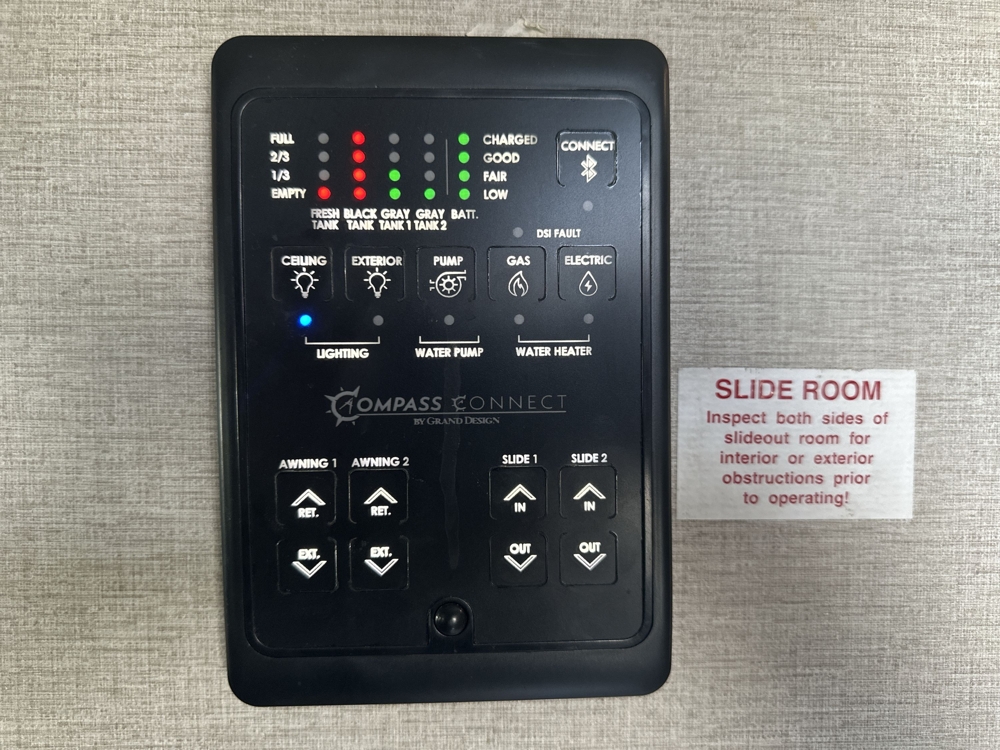 FULL
2/3
1/3
EMPTY
CHARGED
GOOD
FAIR
LOW
CONNECT
FRESH TANK
BLACK TANK
GRAY TANK 1
GRAY TANK 2
BATT.
DSI FAULT
CEILING
EXTERIOR
PUMP
GAS
ELECTRIC
LIGHTING
WATER PUMP
WATER HEATER
COMPASS CONNECT
BY GRAND DESIGN
AWNING 1
AWNING 2
SLIDE 1
SLIDE 2
RET.
RET.
IN
IN
EXT.
EXT.
OUT
OUT
SLIDE ROOM
Inspect both sides of
slideout room for
interior or exterior
obstructions prior
to operating!